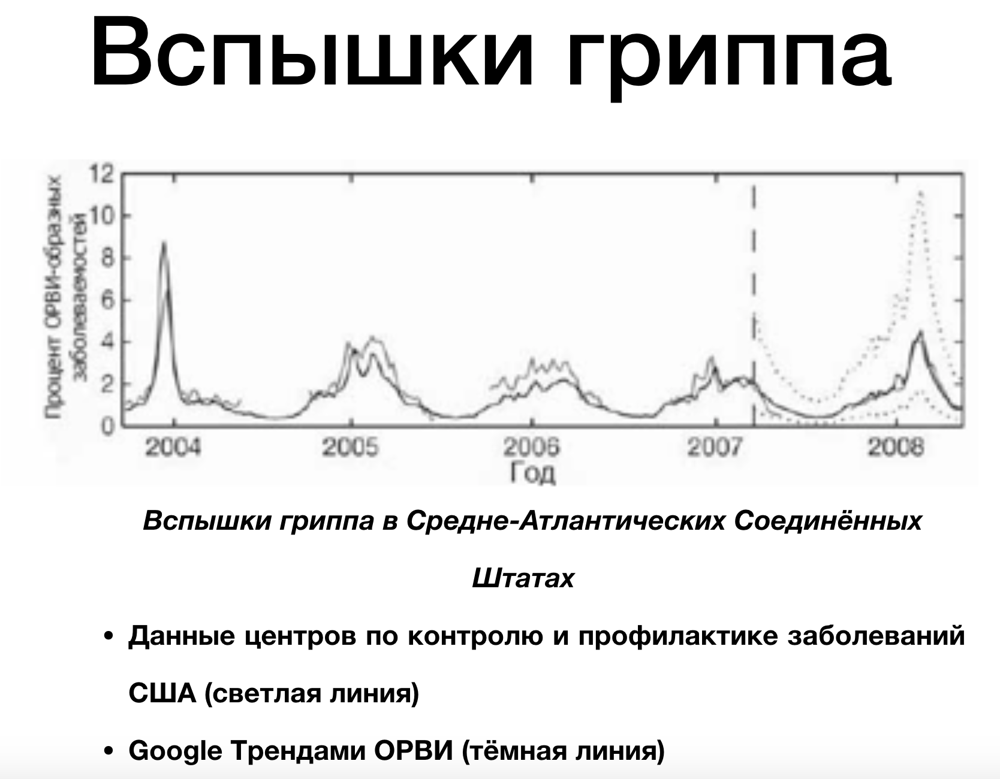 Вспышки гриппа
Процент ОРВИ-образных
заболеваемостей
12
10
8
6
4
2
0
2004 2005 2006 2007 2008
Год
Вспышки гриппа в Средне-Атлантических Соединённых
Штатах
• Данные центров по контролю и профилактике заболеваний
США (светлая линия)
• Google Трендами ОРВИ (тёмная линия)